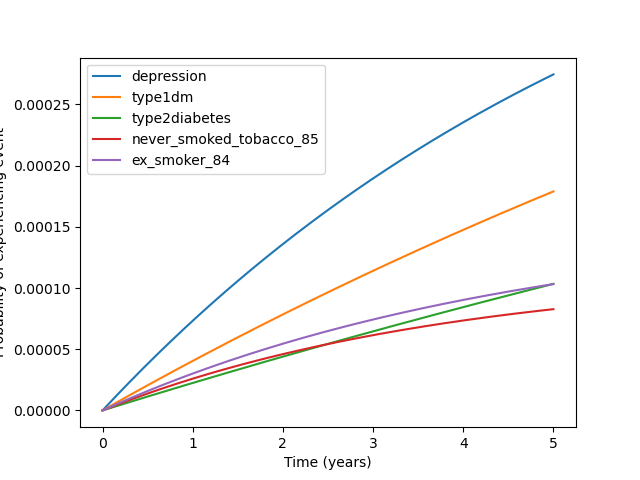 depression
type1dm
type2diabetes
never_smoked_tobacco_85
ex_smoker_84
0.00025
0.00020
0.00015
0.00010
0.00005
0.00000
0
1
2
3
4
5
Time (years)
Probability of experiencing event